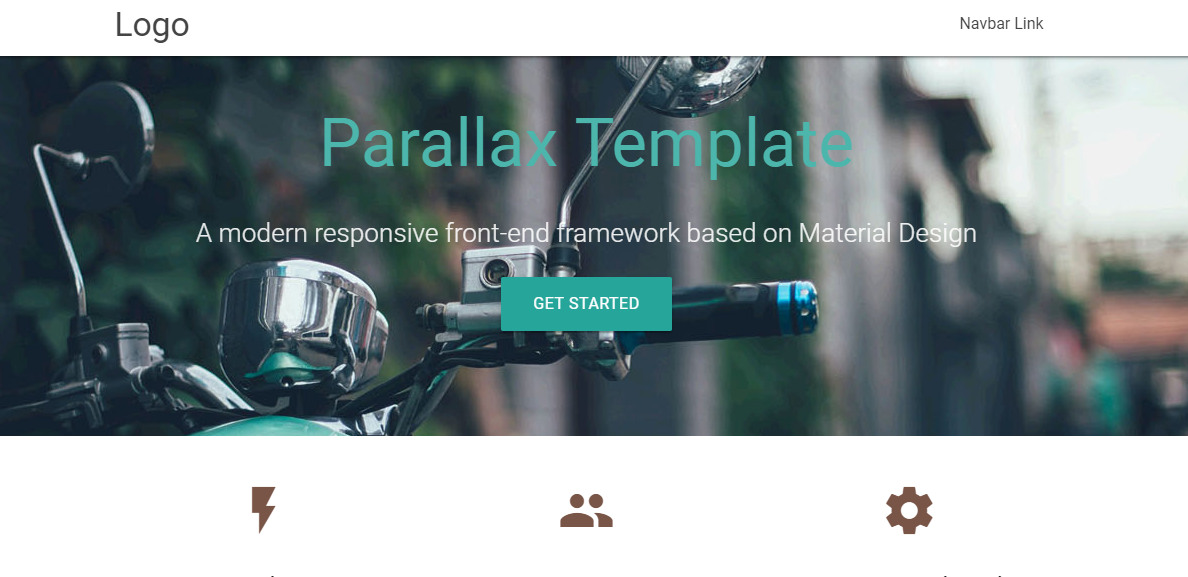 Logo
Navbar Link
Parallax Template
A modern responsive front-end framework based on Material Design
GET STARTED